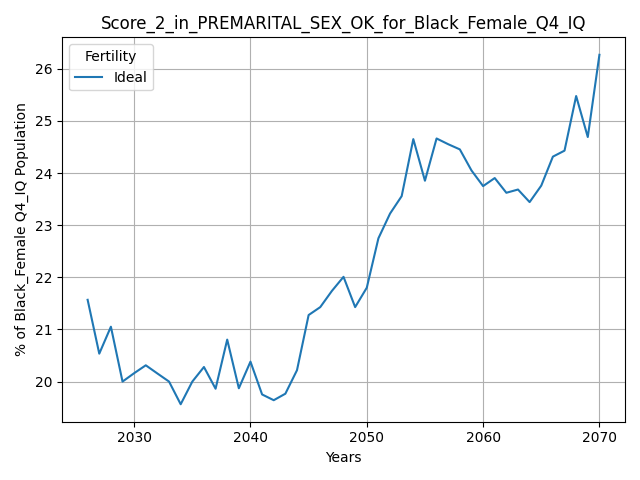 Score_2_in_PREMARITAL_SEX_OK_for_Black_Female_Q4_IQ
Fertility
Ideal
% of Black_Female Q4_IQ Population
26
25
24
23
22
21
20
2030
2040
2050
2060
2070
Years